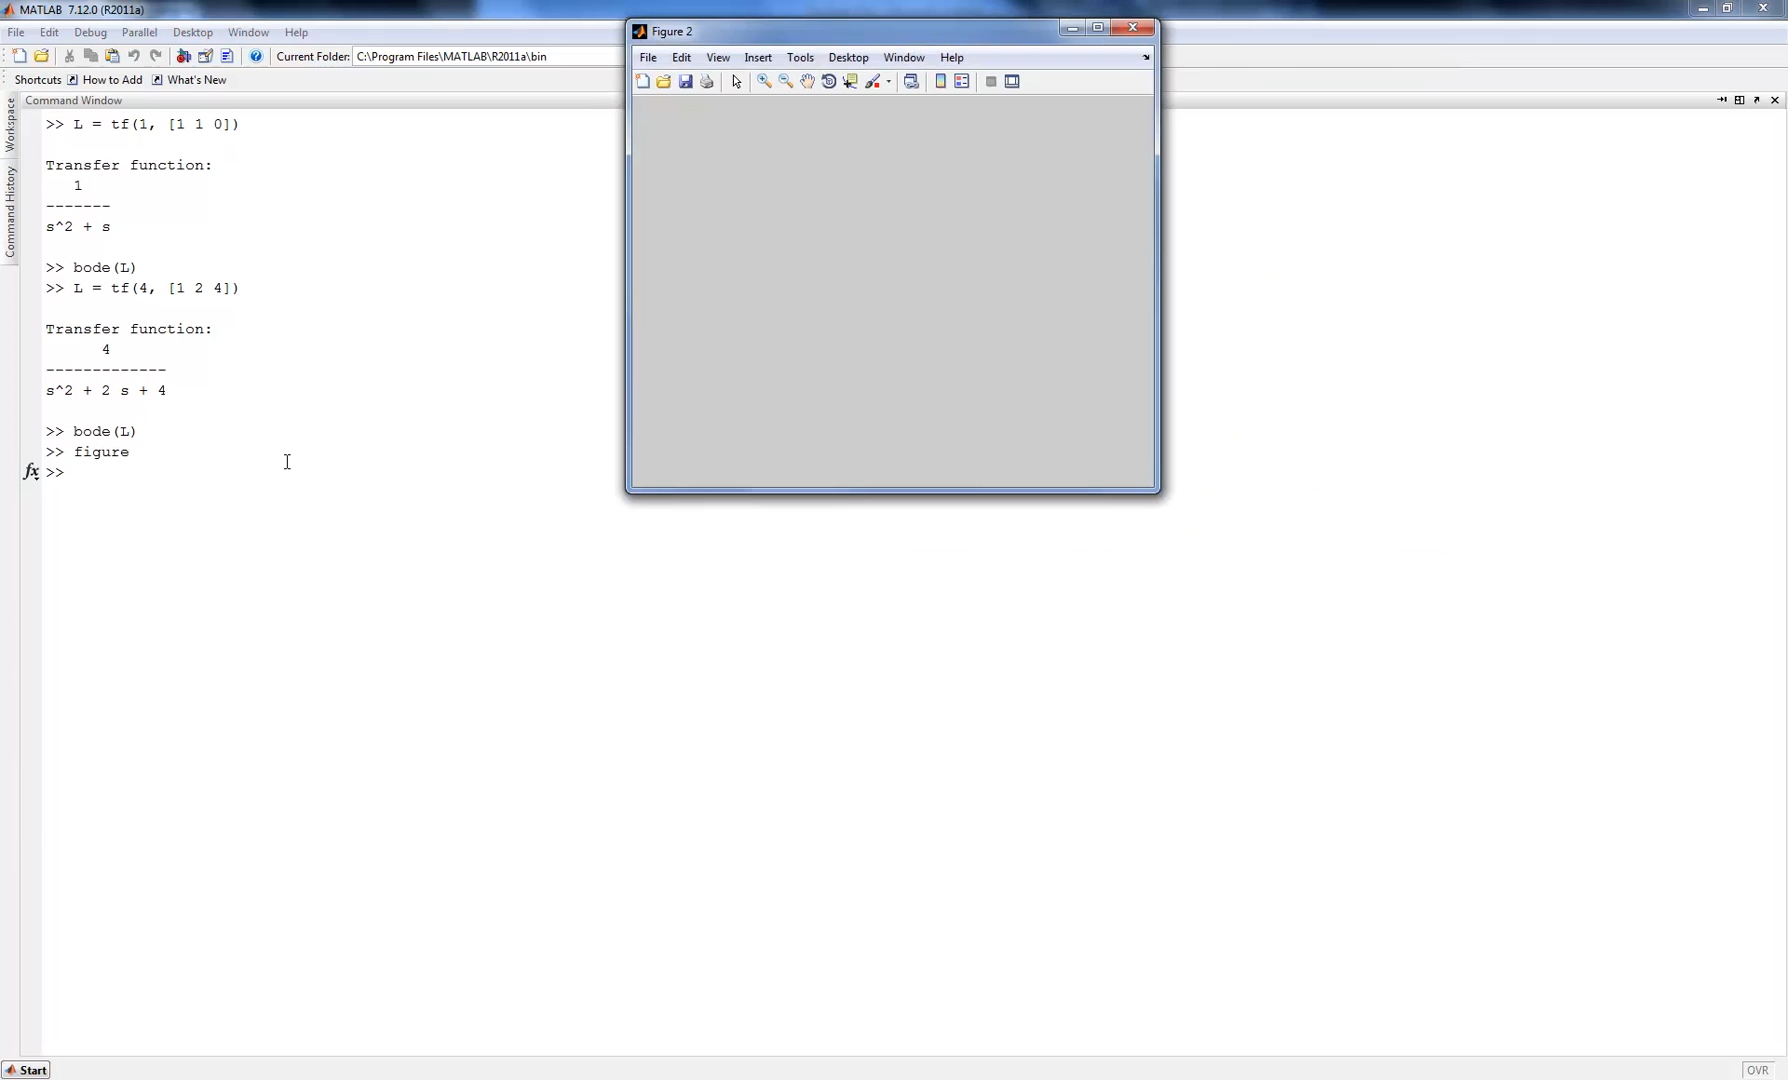 MATLAB 7.12.0 (R2011a)
File Edit Debug Parallel Desktop Window Help
Current Folder: C:\Program Files\MATLAB\R2011a\bin
Shortcuts How to Add What's New
Command Window
Workspace
Command History
>> L = tf(1, [1 1 0])
Transfer function:
1
-------
s^2 + s
>> bode(L)
>> L = tf(4, [1 2 4])
Transfer function:
4
-------------
s^2 + 2 s + 4
>> bode(L)
>> figure
fx >>
Figure 2
File Edit View Insert Tools Desktop Window Help
Start
OVR